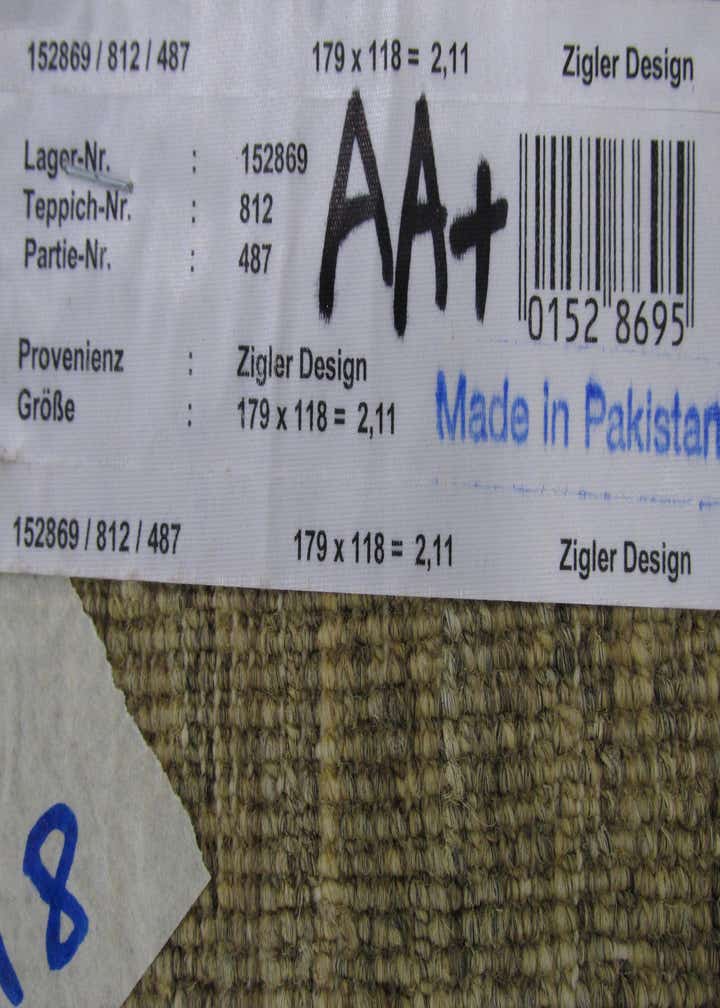 152869 / 812 / 487 179 x 118 = 2,11 Zigler Design
AA+
Lager-Nr. : 152869
Teppich-Nr. : 812
Partie-Nr. : 487
0152 8695
Provenienz : Zigler Design
Größe : 179 x 118 = 2,11
Made in Pakistan
152869 / 812 / 487 179 x 118 = 2,11 Zigler Design
8